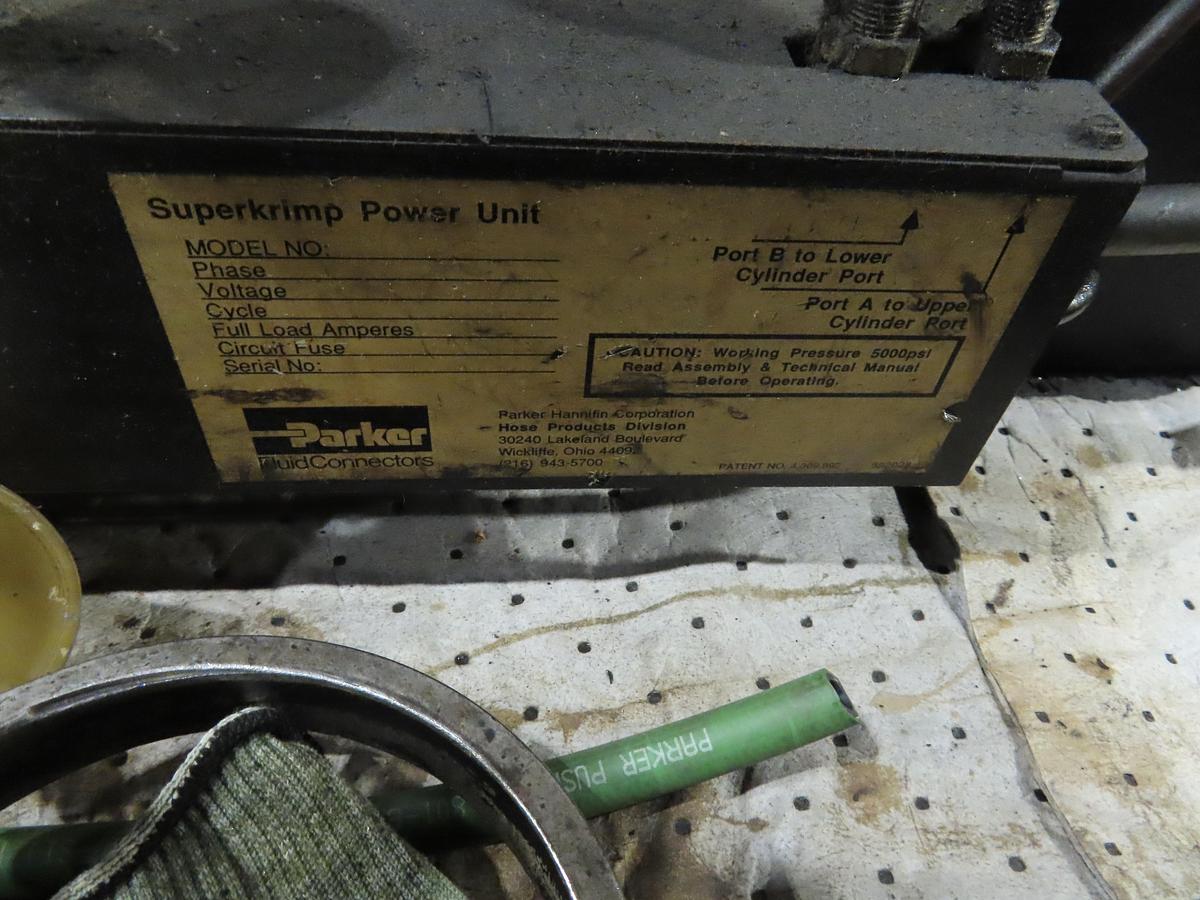 Superkrimp Power Unit
MODEL NO:
Phase
Voltage
Cycle
Full Load Amperes
Circuit Fuse
Serial No:
Port B to Lower
Cylinder Port
Port A to Upper
Cylinder Port
CAUTION: Working Pressure 5000psi
Read Assembly & Technical Manual
Before Operating.
Parker
FluidConnectors
Parker Hannifin Corporation
Hose Products Division
30240 Lakeland Boulevard
Wickliffe, Ohio
(216) 943-5700
PATENT NO.
PARKER PUS